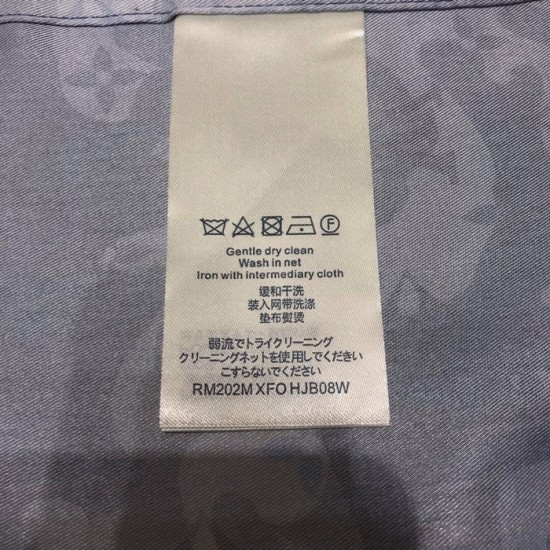 F
Gentle dry clean
Wash in net
Iron with intermediary cloth
缓和干洗
装入网带洗涤
垫布熨烫
弱流でトライクリーニング
クリーニングネットを使用してください
こすらないでください
RM202M XFO HJB08W